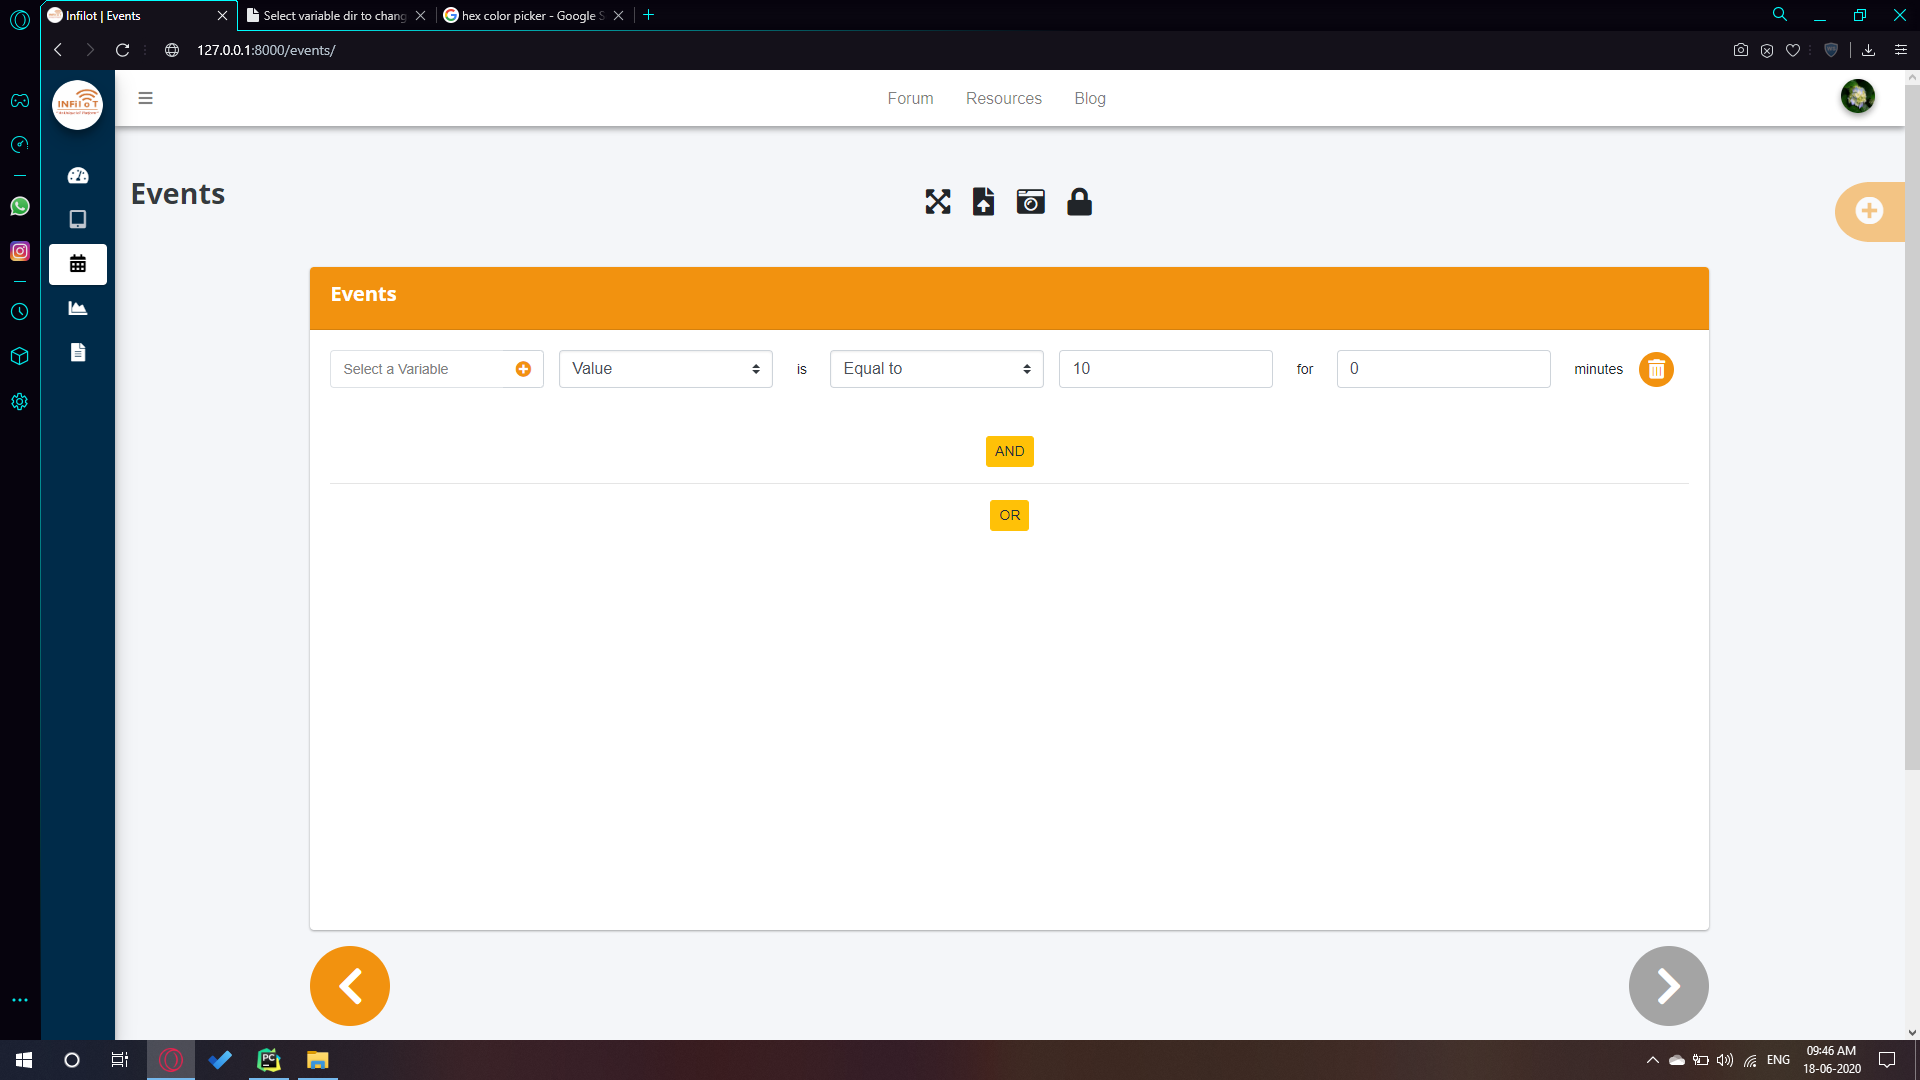 Infilot | Events
Select variable dir to chang
hex color picker - Google S
127.0.0.1:8000/events/
INFiIoT
Forum Resources Blog
Events
Events
Select a Variable Value is Equal to 10 for 0 minutes
AND
OR
PC
ENG
09:46 AM
18-06-2020